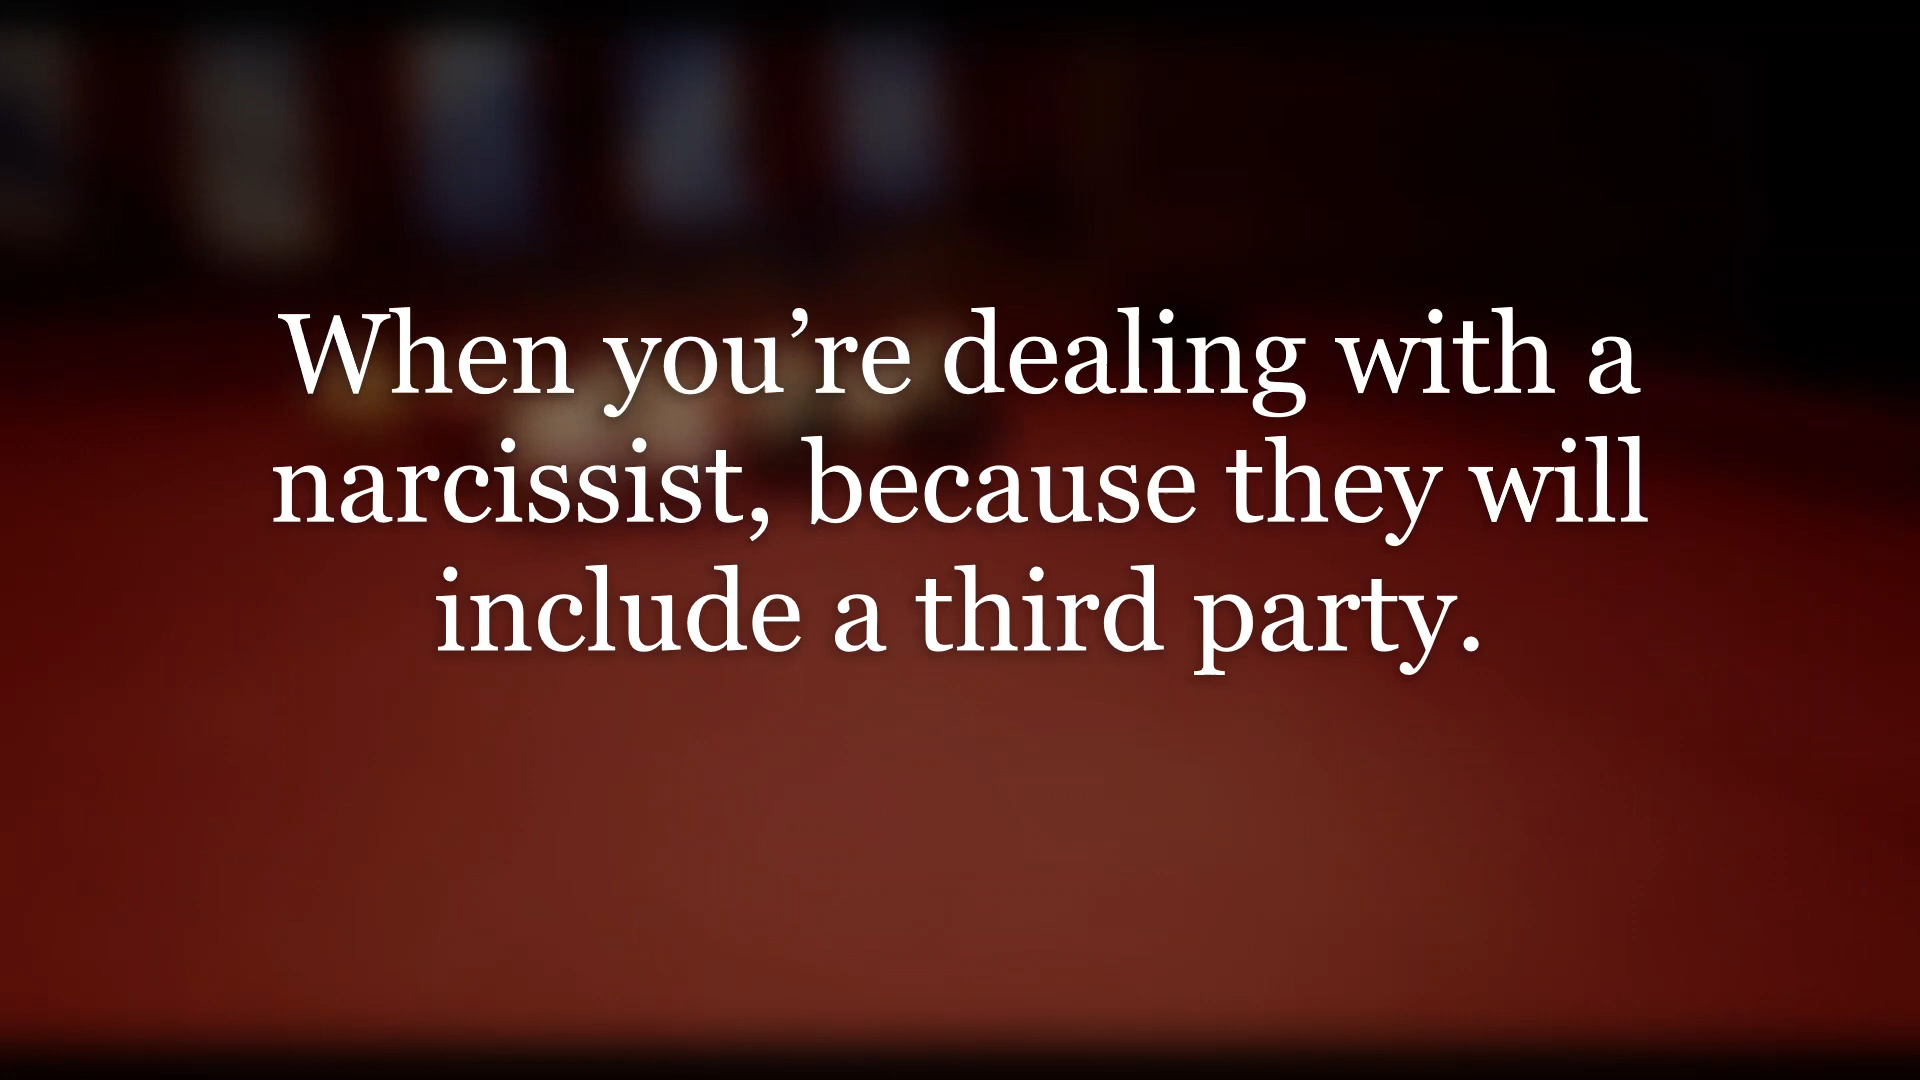 When you’re dealing with a
narcissist, because they will
include a third party.